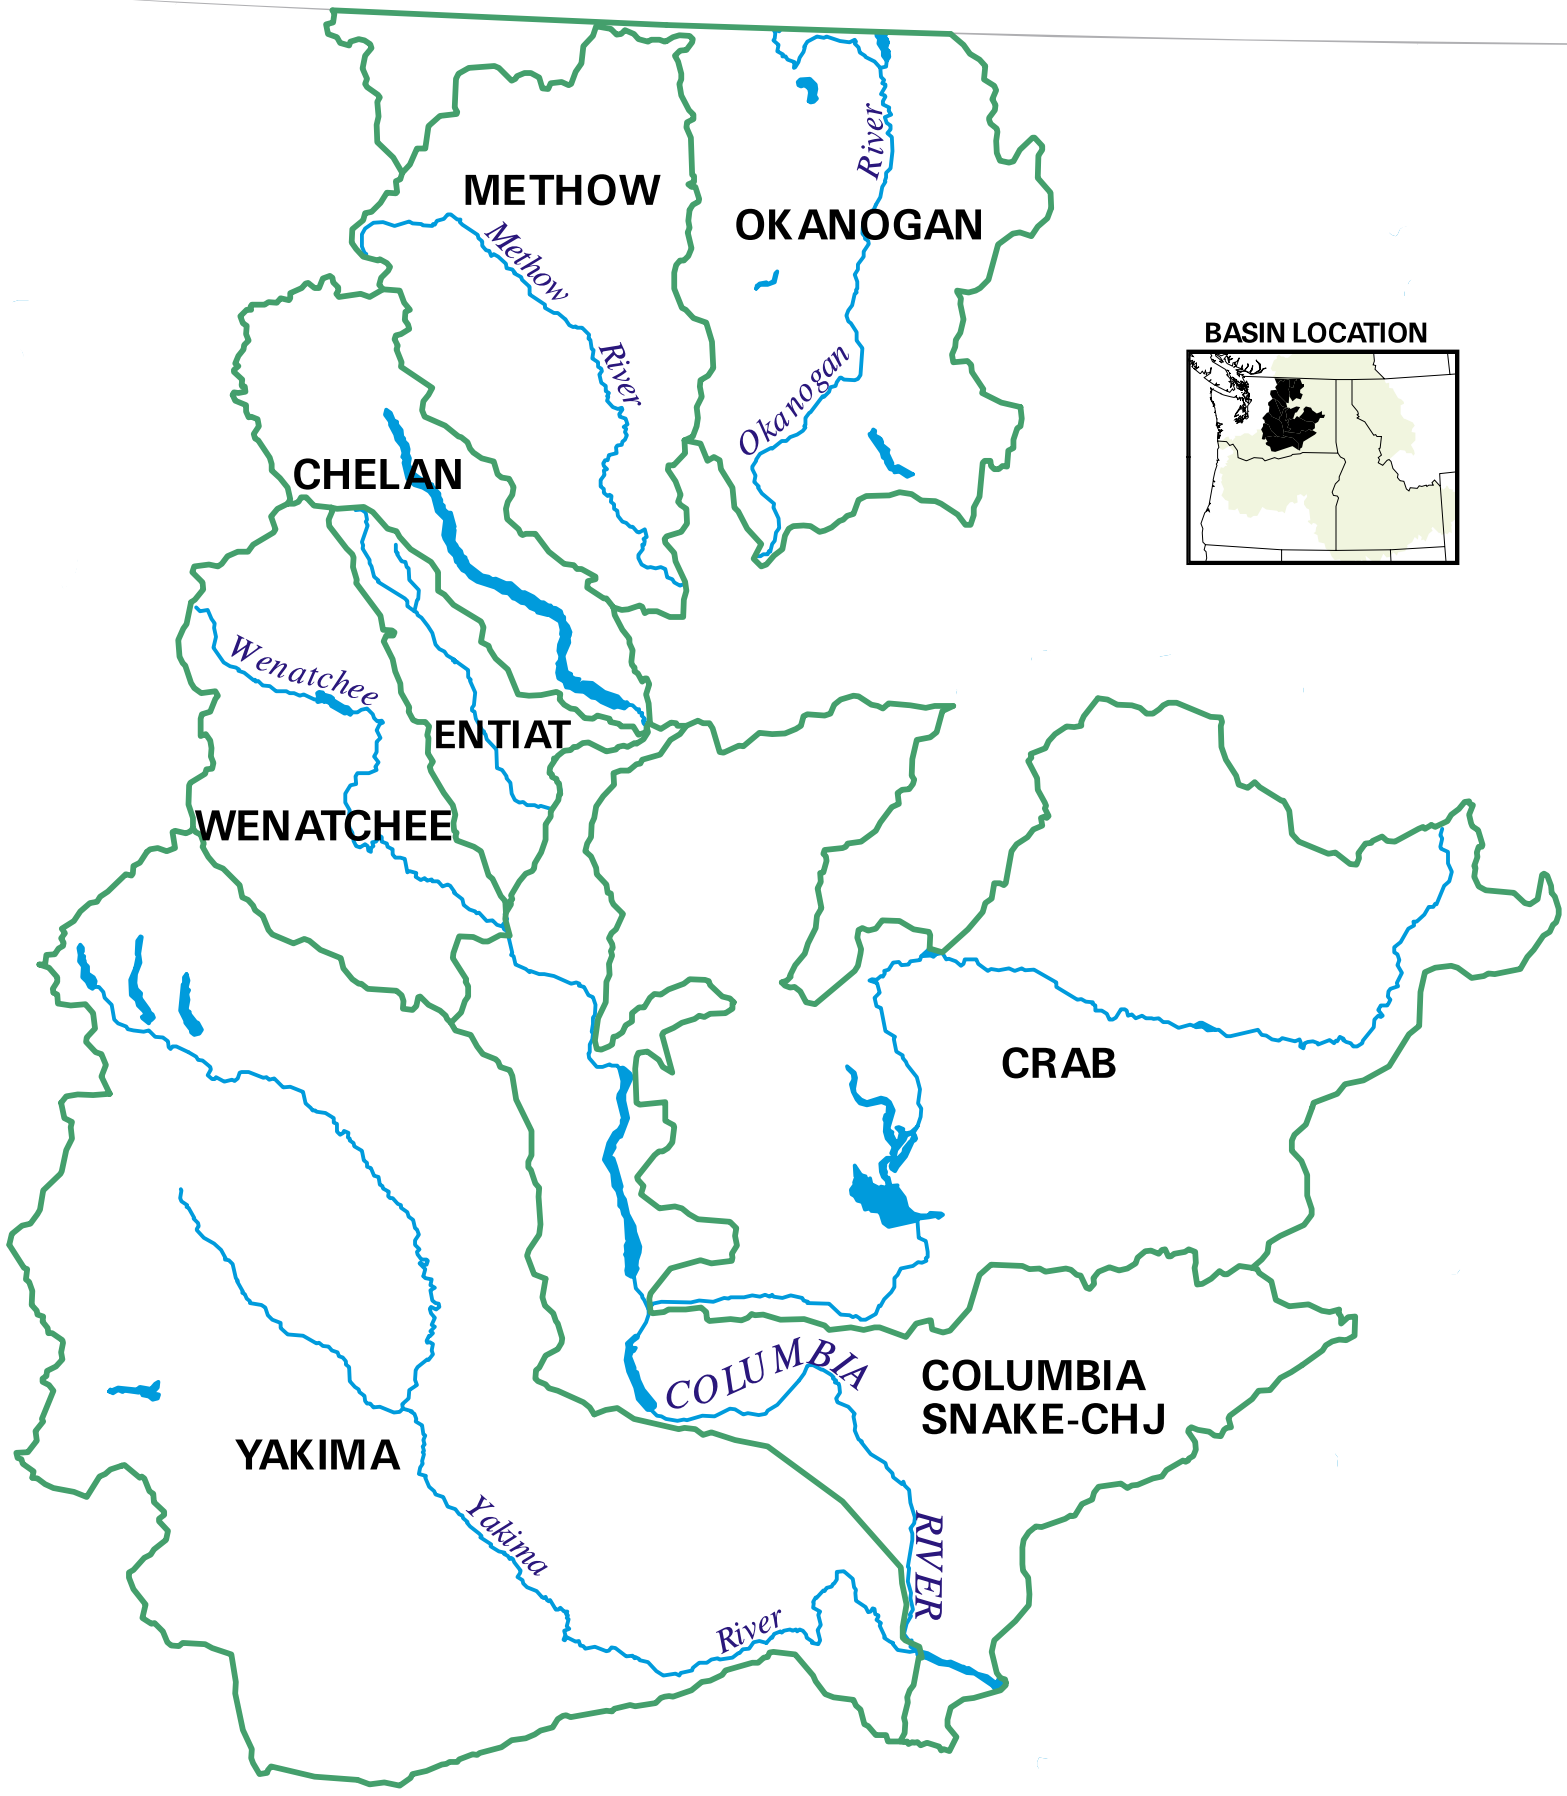 METHOW
River
OKANOGAN
Methow
River
BASIN LOCATION
Okanogan
CHELAN
Wenatchee
ENTIAT
WENATCHEE
CRAB
COLUMBIA
COLUMBIA
SNAKE-CHJ
YAKIMA
Yakima
RIVER
River